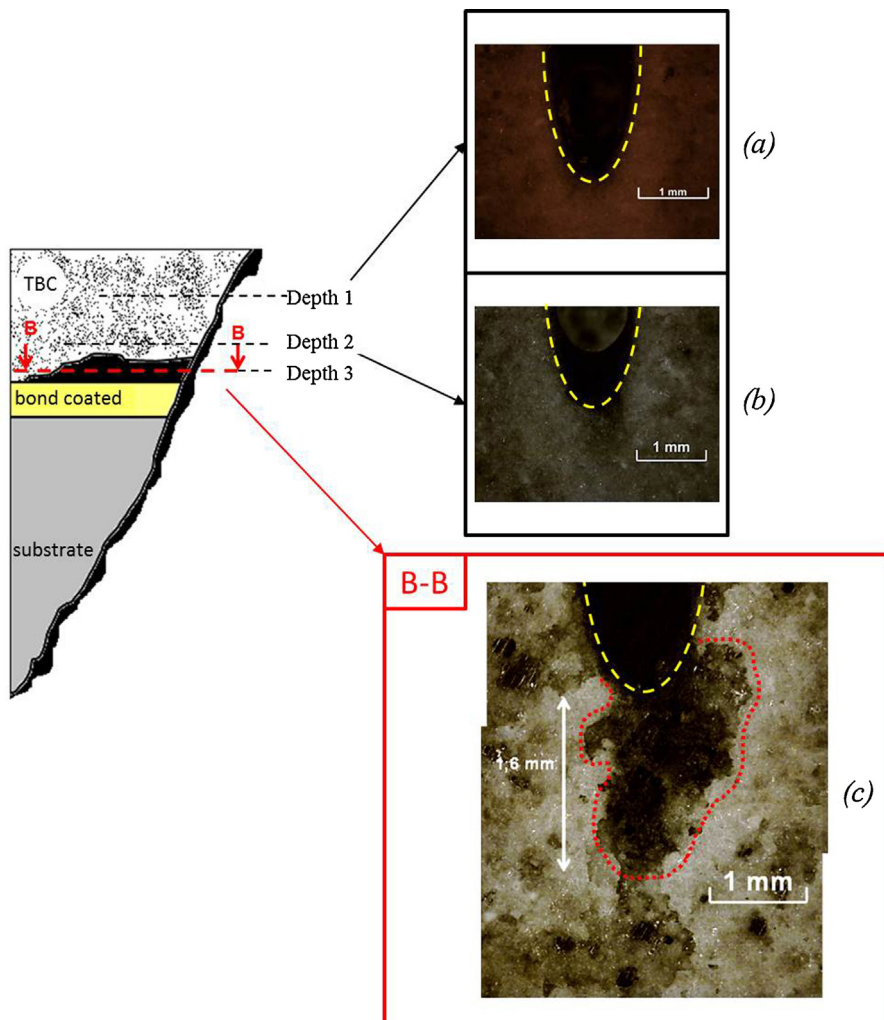 1 mm
(a)
TBC
Depth 1
B
B
Depth 2
Depth 3
bond coated
1 mm
(b)
substrate
B-B
1,6 mm
(c)
1 mm